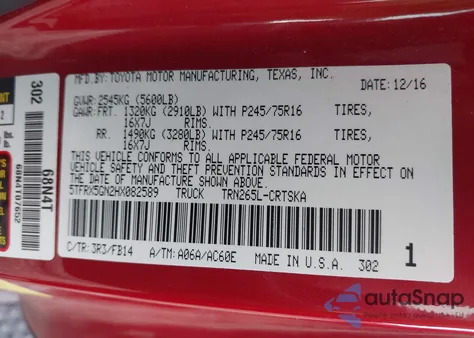 MFD.BY:TOYOTA MOTOR MANUFACTURING, TEXAS, INC.
DATE:12/16
GVWR:2545KG (5600LB)
GAWR:FRT. 1320KG (2910LB) WITH P245/75R16 TIRES,
16X7J RIMS.
RR. 1490KG (3280LB) WITH P245/75R16 TIRES,
16X7J RIMS.
THIS VEHICLE CONFORMS TO ALL APPLICABLE FEDERAL MOTOR
VEHICLE SAFETY AND THEFT PREVENTION STANDARDS IN EFFECT ON
THE DATE OF MANUFACTURE SHOWN ABOVE.
5TFRX5GN2HX082589 TRUCK TRN265L-CRTSKA
C/TR:3R3/FB14 A/TM:A06A/AC60E MADE IN U.S.A. 302
1
302
6N4T
68N4T07652
autoSnap